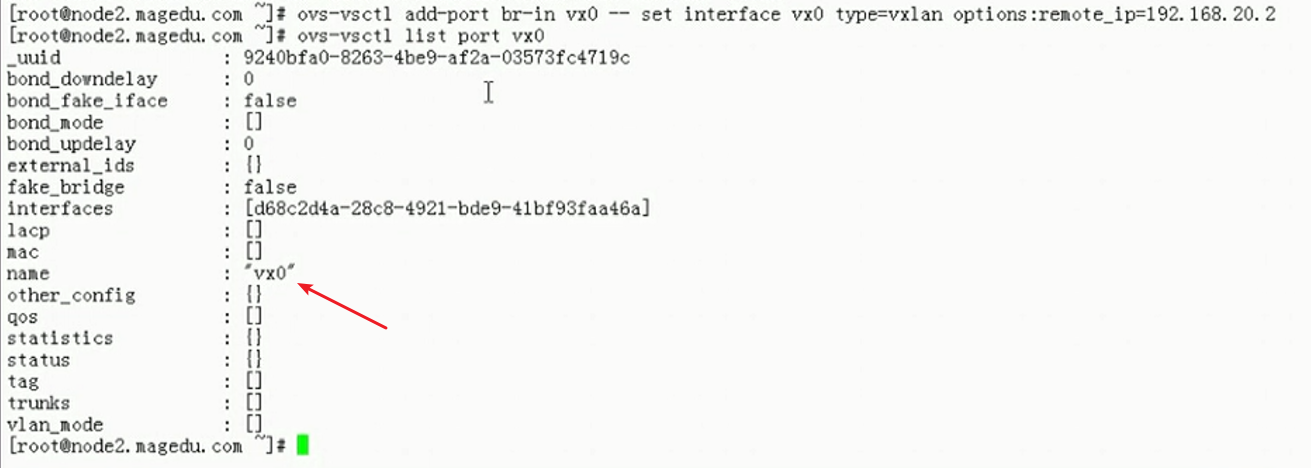 [root@node2.magedu.com ~]# ovs-vsctl add-port br-in vx0 -- set interface vx0 type=vxlan options:remote_ip=192.168.20.2
[root@node2.magedu.com ~]# ovs-vsctl list port vx0
_uuid               : 9240bfa0-8263-4be9-af2a-03573fc4719c
bond_downdelay      : 0
bond_fake_iface     : false
bond_mode           : []
bond_updelay        : 0
external_ids        : {}
fake_bridge         : false
interfaces          : [d68c2d4a-28c8-4921-bde9-41bf93faa46a]
lacp                : []
mac                 : []
name                : "vx0"
other_config        : {}
qos                 : []
statistics          : {}
status              : {}
tag                 : []
trunks              : []
vlan_mode           : []
[root@node2.magedu.com ~]#